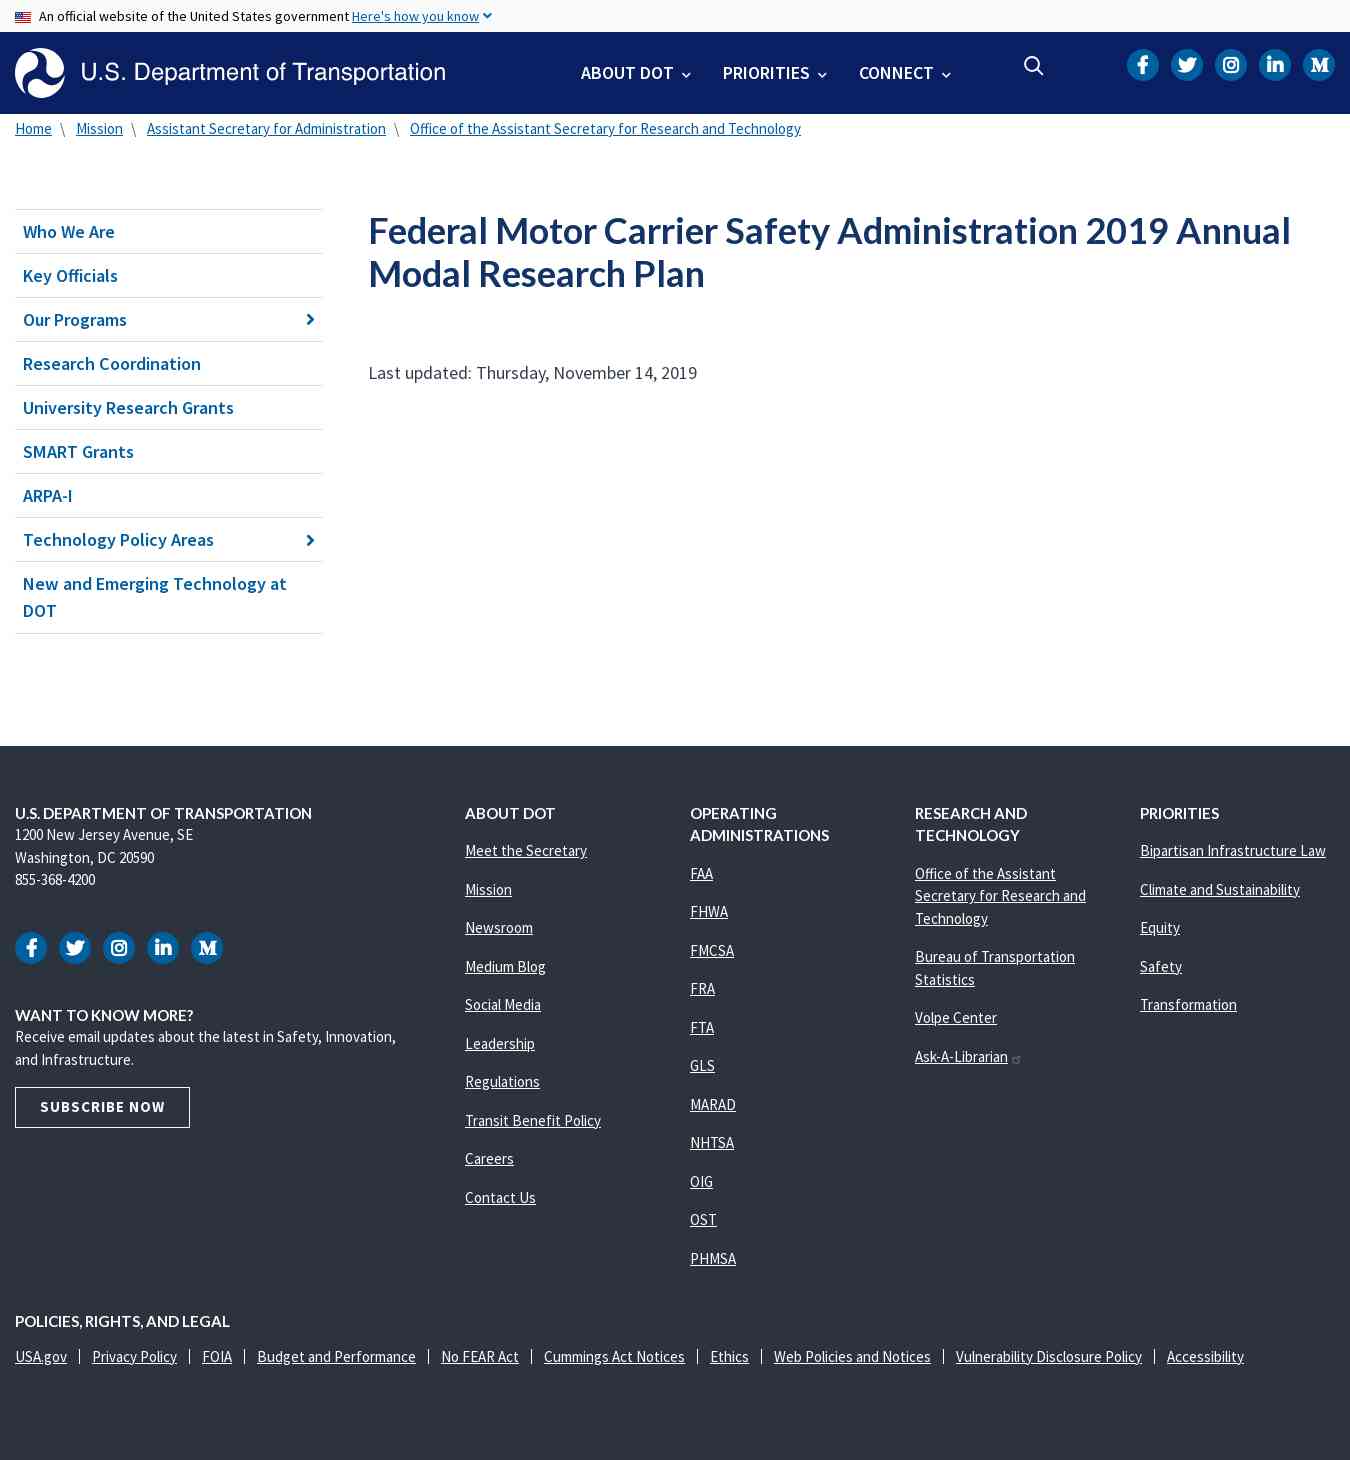 An official website of the United States government Here's how you know
U.S. Department of Transportation
ABOUT DOT
PRIORITIES
CONNECT
Home \ Mission \ Assistant Secretary for Administration \ Office of the Assistant Secretary for Research and Technology
Who We Are
Key Officials
Our Programs
Research Coordination
University Research Grants
SMART Grants
ARPA-I
Technology Policy Areas
New and Emerging Technology at
DOT
Federal Motor Carrier Safety Administration 2019 Annual
Modal Research Plan
Last updated: Thursday, November 14, 2019
U.S. DEPARTMENT OF TRANSPORTATION
1200 New Jersey Avenue, SE
Washington, DC 20590
855-368-4200
WANT TO KNOW MORE?
Receive email updates about the latest in Safety, Innovation,
and Infrastructure.
SUBSCRIBE NOW
ABOUT DOT
Meet the Secretary
Mission
Newsroom
Medium Blog
Social Media
Leadership
Regulations
Transit Benefit Policy
Careers
Contact Us
OPERATING
ADMINISTRATIONS
FAA
FHWA
FMCSA
FRA
FTA
GLS
MARAD
NHTSA
OIG
OST
PHMSA
RESEARCH AND
TECHNOLOGY
Office of the Assistant
Secretary for Research and
Technology
Bureau of Transportation
Statistics
Volpe Center
Ask-A-Librarian
PRIORITIES
Bipartisan Infrastructure Law
Climate and Sustainability
Equity
Safety
Transformation
POLICIES, RIGHTS, AND LEGAL
USA.gov | Privacy Policy | FOIA | Budget and Performance | No FEAR Act | Cummings Act Notices | Ethics | Web Policies and Notices | Vulnerability Disclosure Policy | Accessibility